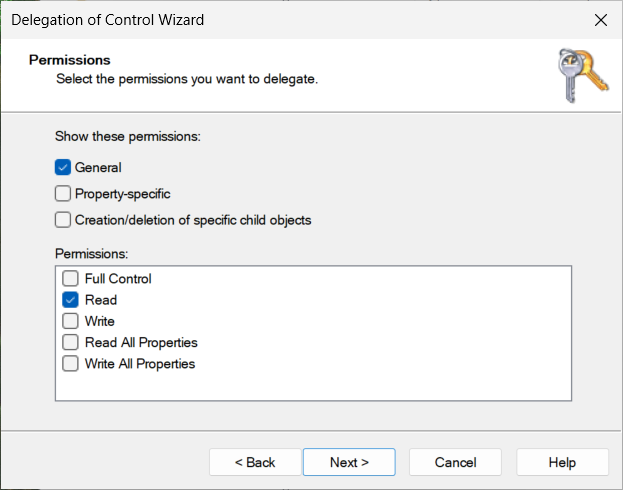 Delegation of Control Wizard
Permissions
Select the permissions you want to delegate.
Show these permissions:
General
Property-specific
Creation/deletion of specific child objects
Permissions:
Full Control
Read
Write
Read All Properties
Write All Properties
< Back Next > Cancel Help